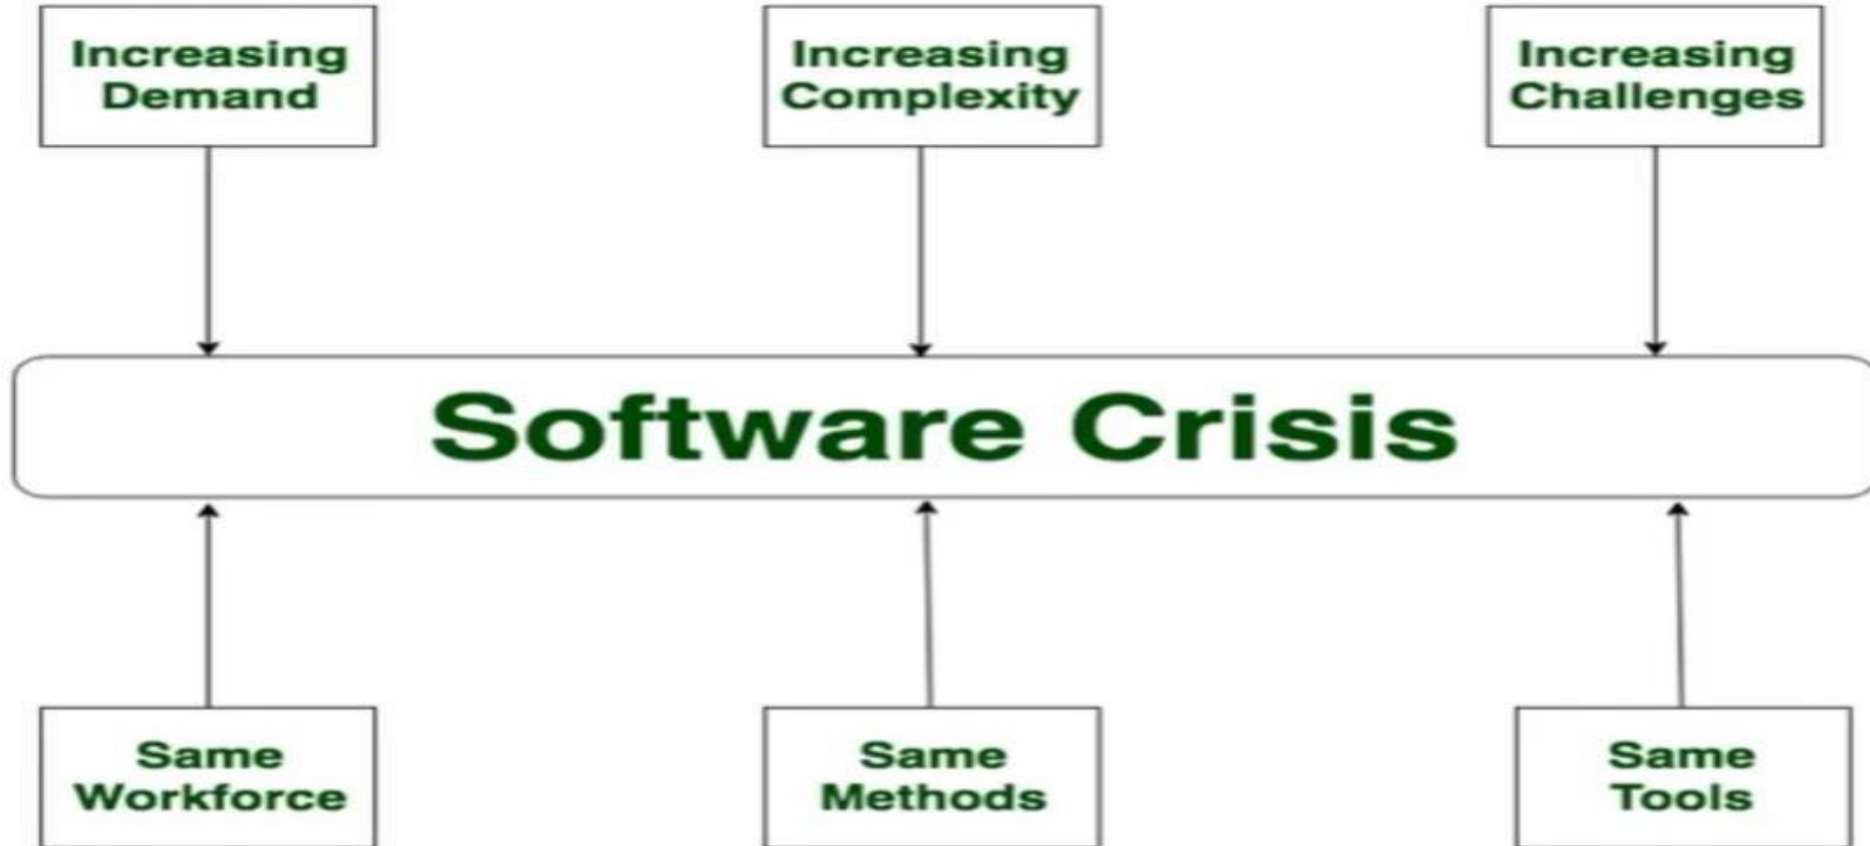 Increasing
Demand
Increasing
Complexity
Increasing
Challenges
Software Crisis
Same
Workforce
Same
Methods
Same
Tools